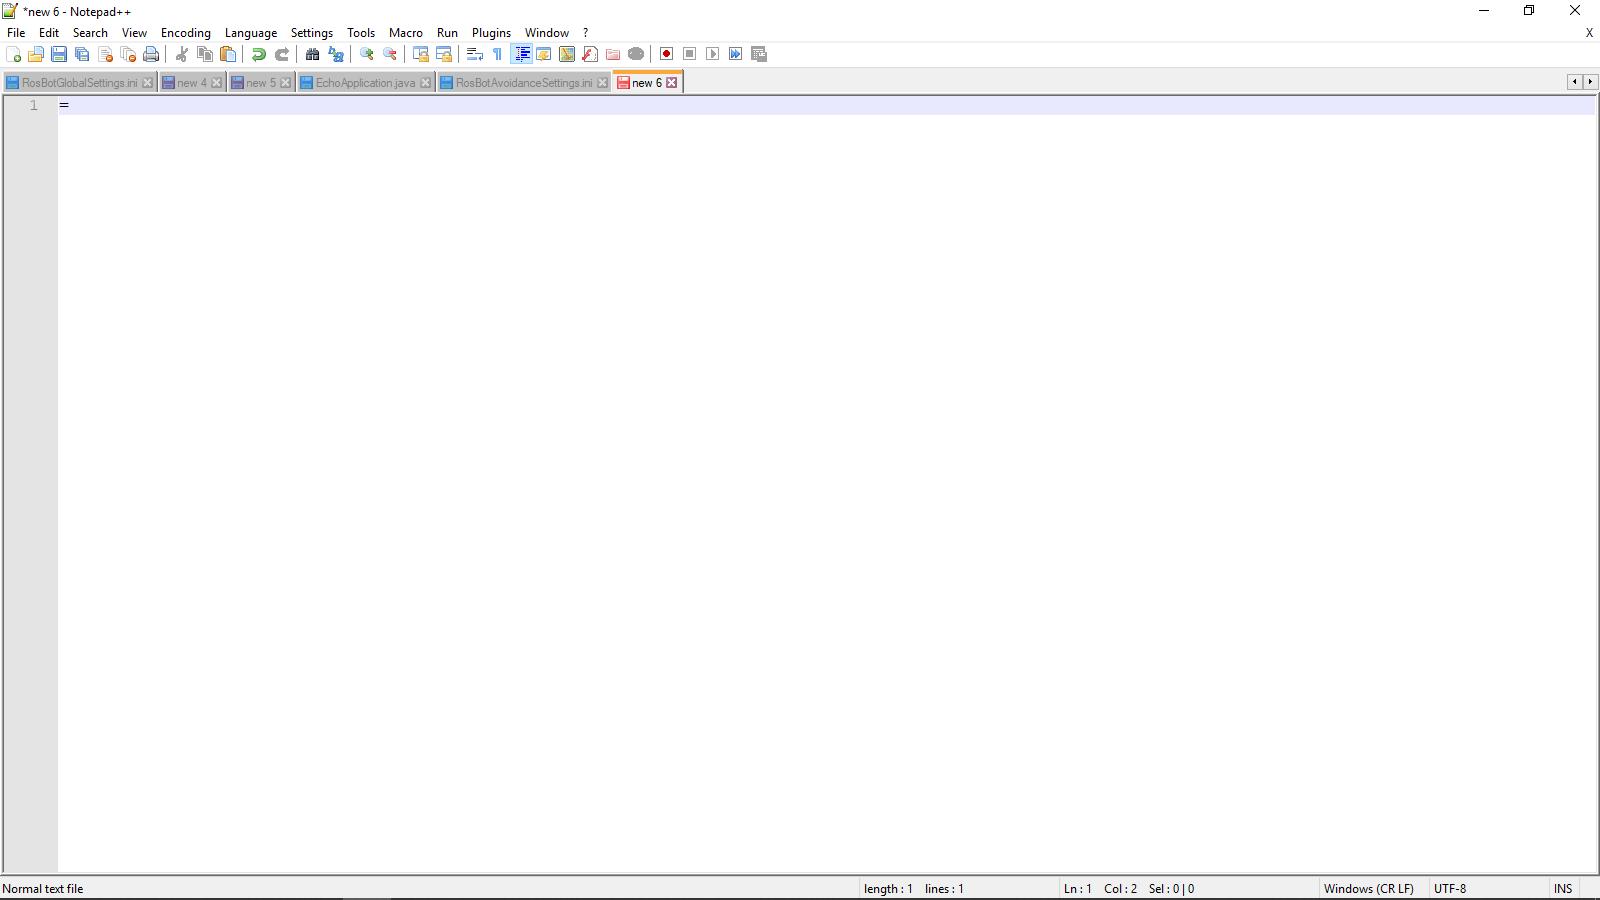 *new 6 - Notepad++
File Edit Search View Encoding Language Settings Tools Macro Run Plugins Window ? X
RosBotGlobalSettings.ini new 4 new 5 EchoApplication.java RosBotAvoidanceSettings.ini new 6
1 =
Normal text file length : 1 lines : 1 Ln : 1 Col : 2 Sel : 0 | 0 Windows (CR LF) UTF-8 INS